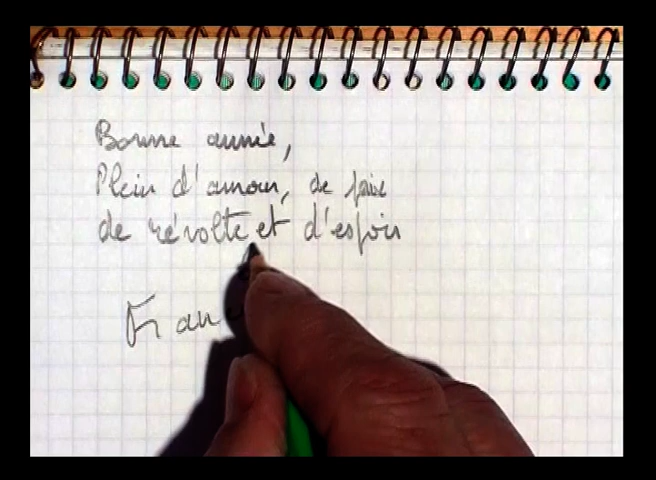 Bonne année,
Plein d'amour, de paix
de révolte et d'espoir
Fran